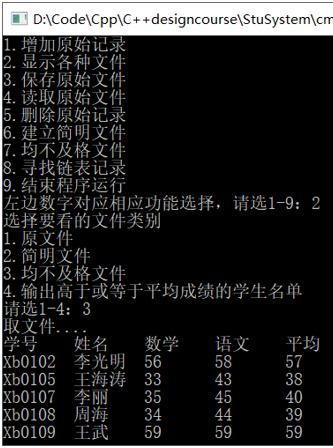 D:\Code\Cpp\C++designcourse\StuSystem\cm
1.增加原始记录
2.显示各种文件
3.保存原始文件
4.读取原始文件
5.删除原始记录
6.建立简明文件
7.均不及格文件
8.寻找链表记录
9.结束程序运行
左边数字对应相应功能选择，请选1-9：2
选择要看的文件类别
1.原文件
2.简明文件
3.均不及格文件
4.输出高于或等于平均成绩的学生名单
请选1-4：3
取文件....
学号 姓名 数学 语文 平均
Xb0102 李光明 56 58 57
Xb0105 王海涛 33 43 38
Xb0107 李丽 35 45 40
Xb0108 周海 34 44 39
Xb0109 王武 59 59 59